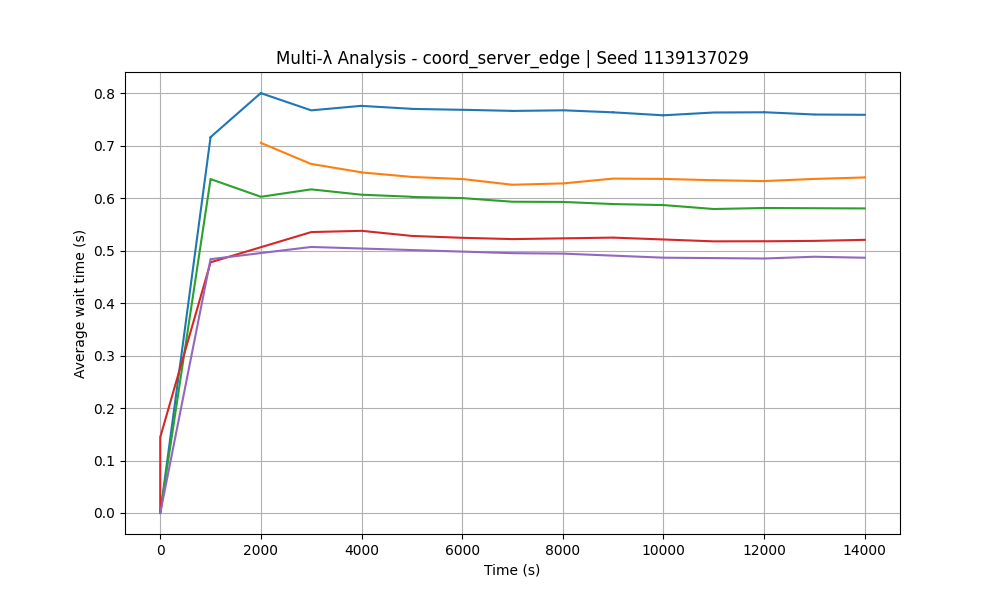 Multi-λ Analysis - coord_server_edge | Seed 1139137029
Average wait time (s)
0.8
0.7
0.6
0.5
0.4
0.3
0.2
0.1
0.0
0 2000 4000 6000 8000 10000 12000 14000
Time (s)